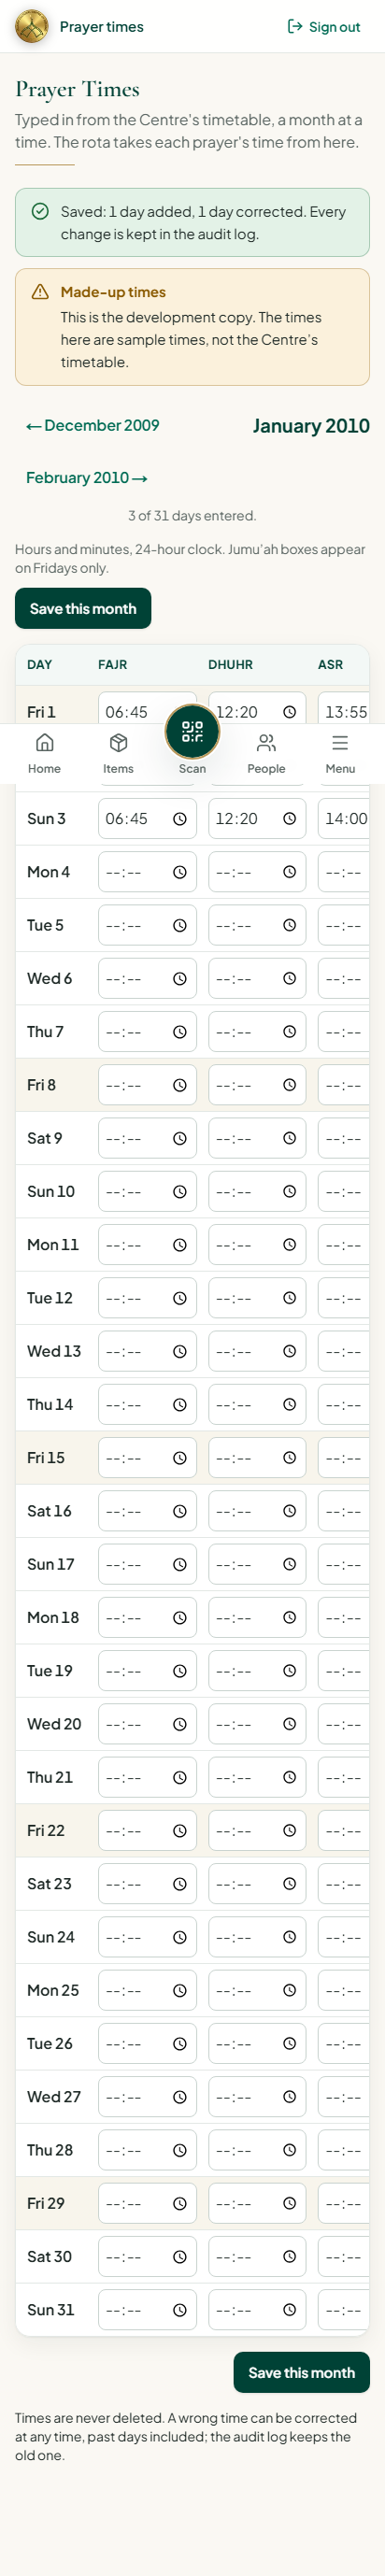 Prayer times
Sign out
Prayer Times
Typed in from the Centre's timetable, a month at a
time. The rota takes each prayer's time from here.
Saved: 1 day added, 1 day corrected. Every
change is kept in the audit log.
Made-up times
This is the development copy. The times
here are sample times, not the Centre's
timetable.
← December 2009
January 2010
February 2010 →
3 of 31 days entered.
Hours and minutes, 24-hour clock. Jumu'ah boxes appear
on Fridays only.
Save this month
DAY FAJR DHUHR ASR
Fri 1 06:45 12:20 13:55
Home Items Scan People Menu
Sun 3 06:45 12:20 14:00
Mon 4 --:-- --:-- --:--
Tue 5 --:-- --:-- --:--
Wed 6 --:-- --:-- --:--
Thu 7 --:-- --:-- --:--
Fri 8 --:-- --:-- --:--
Sat 9 --:-- --:-- --:--
Sun 10 --:-- --:-- --:--
Mon 11 --:-- --:-- --:--
Tue 12 --:-- --:-- --:--
Wed 13 --:-- --:-- --:--
Thu 14 --:-- --:-- --:--
Fri 15 --:-- --:-- --:--
Sat 16 --:-- --:-- --:--
Sun 17 --:-- --:-- --:--
Mon 18 --:-- --:-- --:--
Tue 19 --:-- --:-- --:--
Wed 20 --:-- --:-- --:--
Thu 21 --:-- --:-- --:--
Fri 22 --:-- --:-- --:--
Sat 23 --:-- --:-- --:--
Sun 24 --:-- --:-- --:--
Mon 25 --:-- --:-- --:--
Tue 26 --:-- --:-- --:--
Wed 27 --:-- --:-- --:--
Thu 28 --:-- --:-- --:--
Fri 29 --:-- --:-- --:--
Sat 30 --:-- --:-- --:--
Sun 31 --:-- --:-- --:--
Save this month
Times are never deleted. A wrong time can be corrected
at any time, past days included; the audit log keeps the
old one.